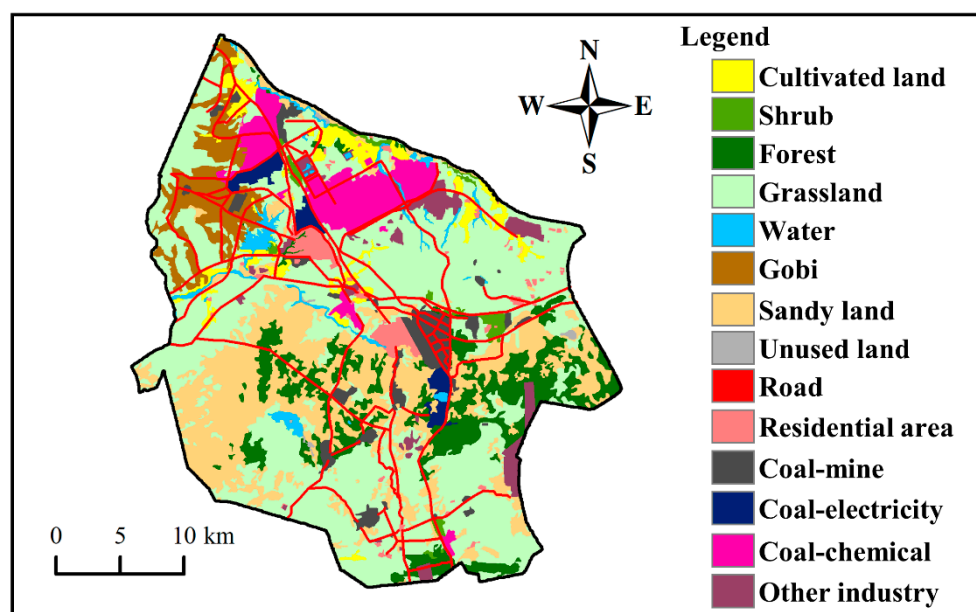 Legend
N
W
E
S
Cultivated land
Shrub
Forest
Grassland
Water
Gobi
Sandy land
Unused land
Road
Residential area
Coal-mine
Coal-electricity
Coal-chemical
Other industry
0 5 10 km